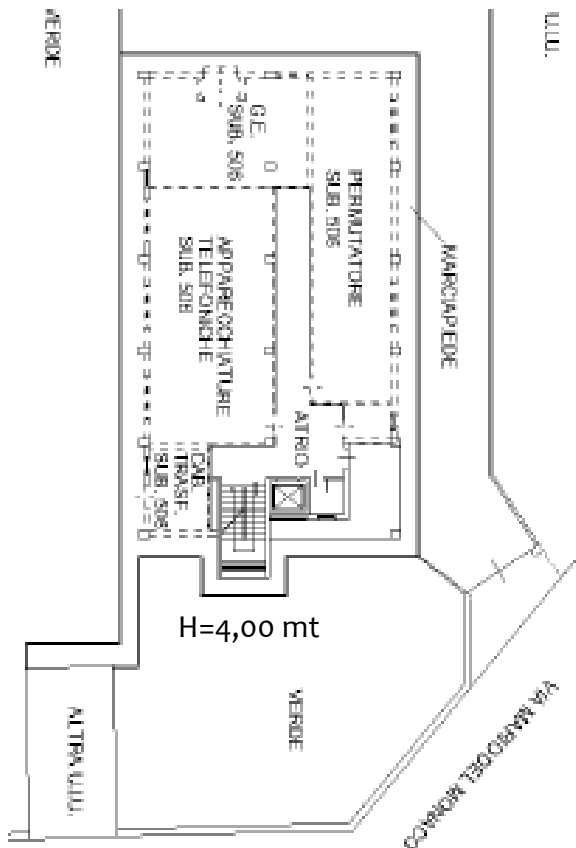 VERDE
U.I.U.
G.E.
SUB. 506
PERMUTATORE
SUB. 506
MARCIAPIEDE
APPARECCHIATURE
TELEFONICHE
SUB. 506
ATRIO
CAB.
TRASF.
SUB. 506
H=4,00 mt
VERDE
ALTRA U.I.U.
VIA MARIO DEL MONACO